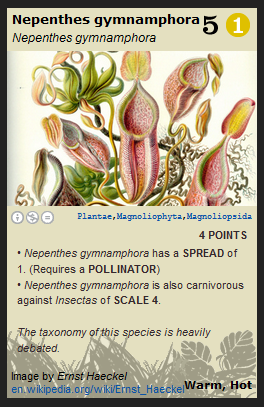 Nepenthes gymnamphora 5 1
Nepenthes gymnamphora
Plantae,Magnoliophyta,Magnoliopsida
4 POINTS
• Nepenthes gymnamphora has a SPREAD of
1. (Requires a POLLINATOR)
• Nepenthes gymnamphora is also carnivorous
against Insectas of SCALE 4.
The taxonomy of this species is heavily
debated.
Image by Ernst Haeckel
en.wikipedia.org/wiki/Ernst_Haeckel
Warm, Hot